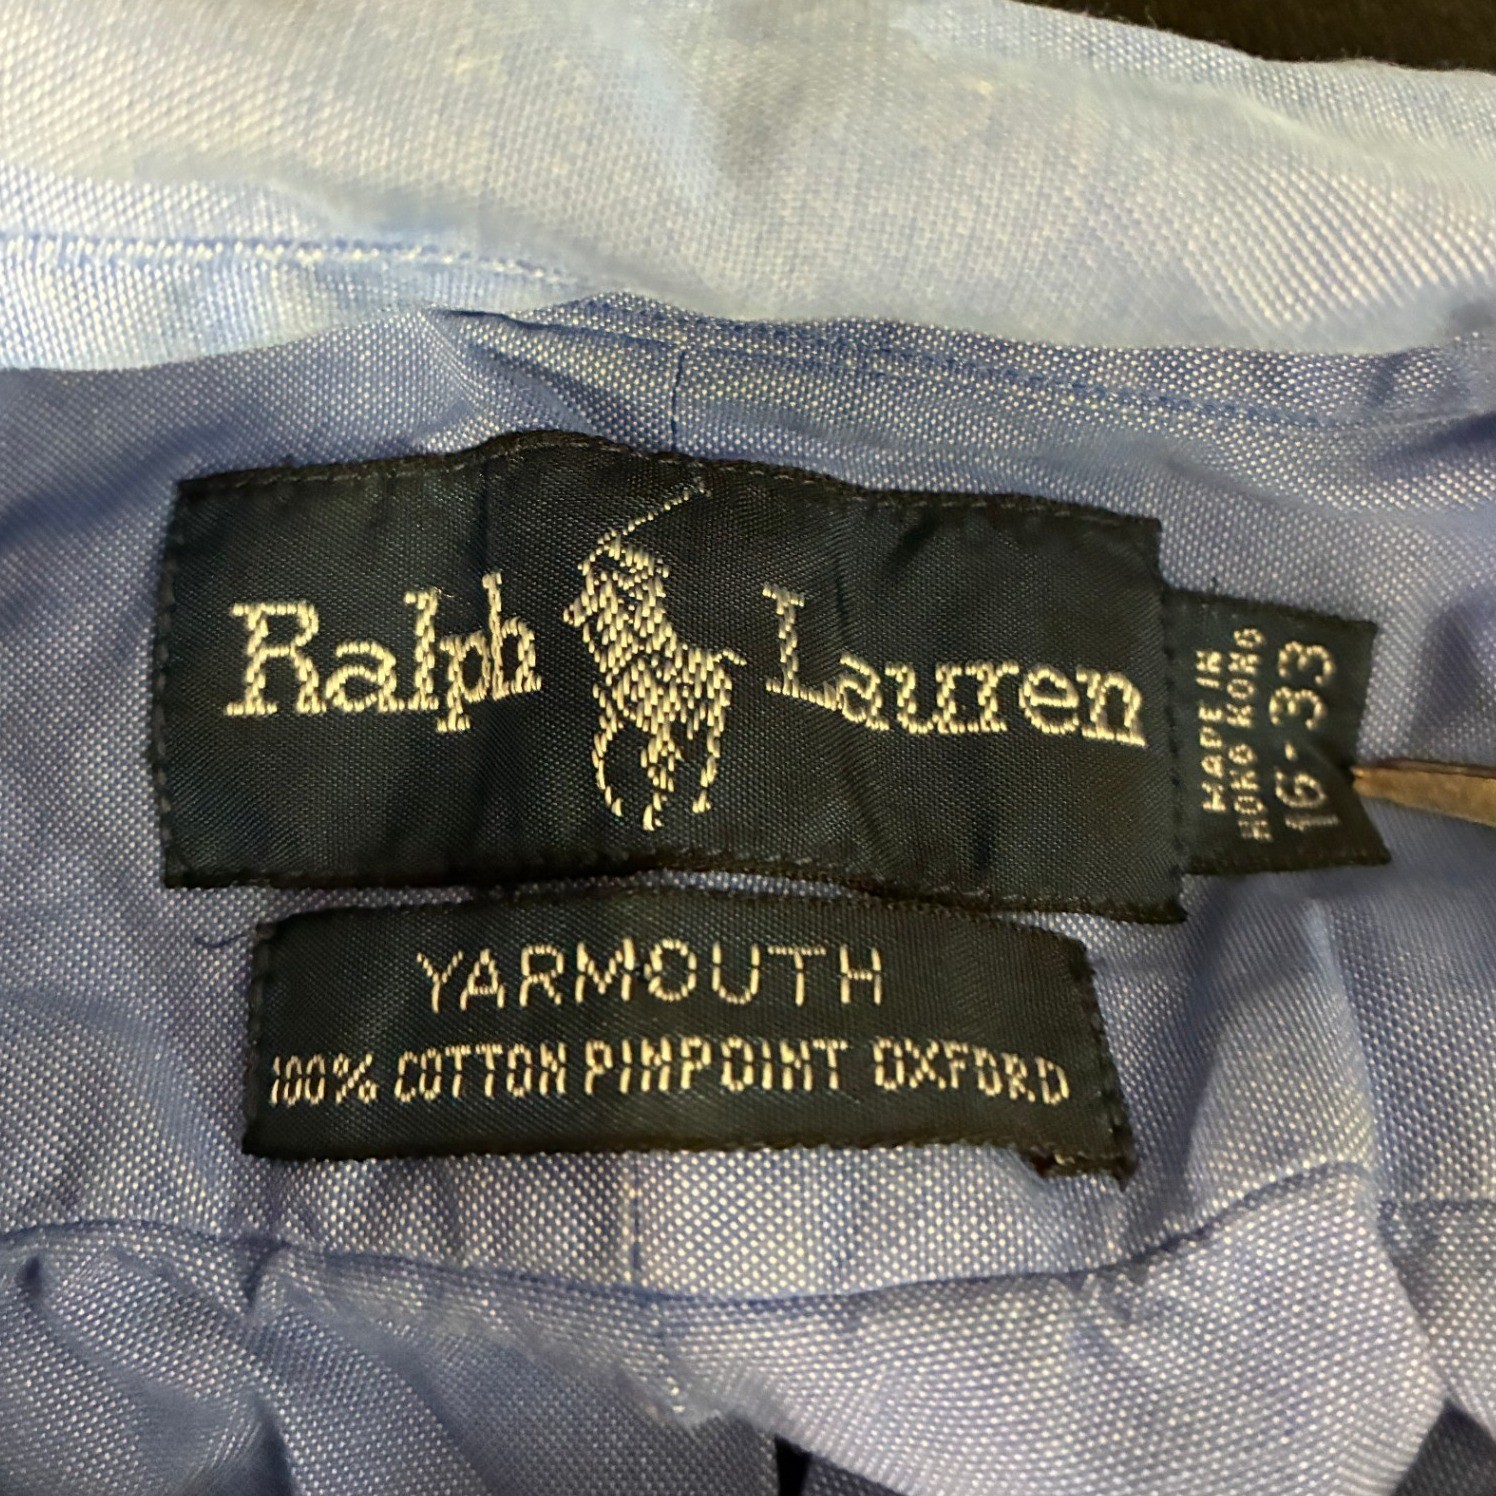 Ralph Lauren
MADE IN
HONG KONG
16-33
YARMOUTH
100% COTTON PINPOINT OXFORD